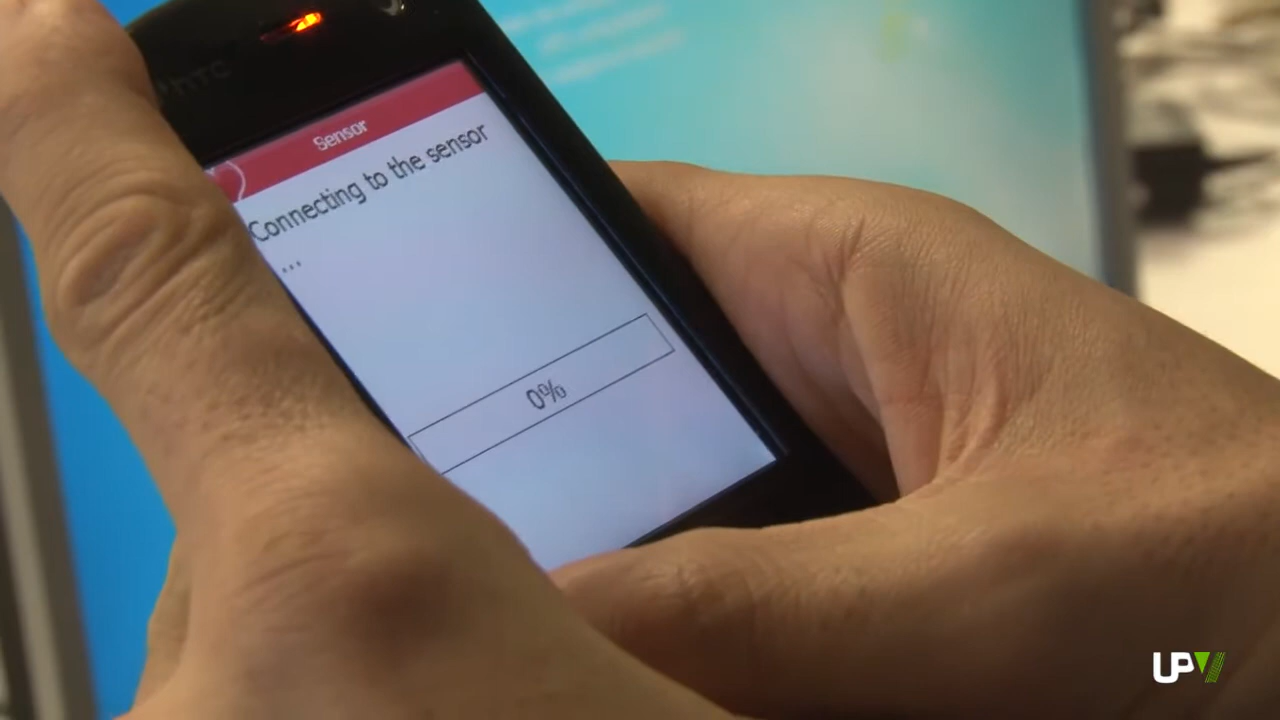 hTC
Sensor
Connecting to the sensor
...
0%
UPV